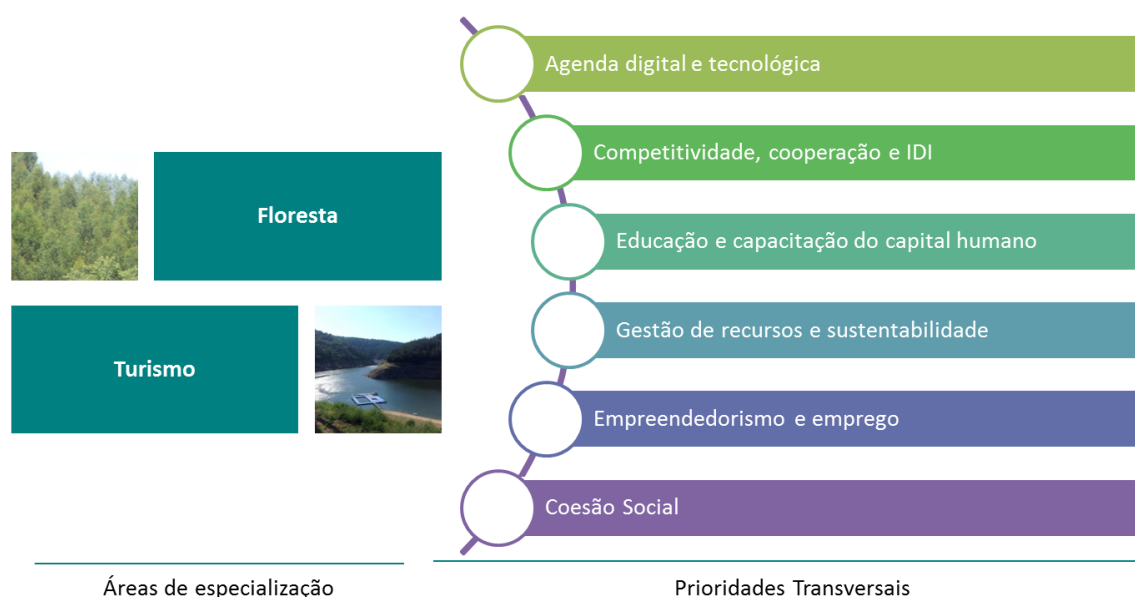 Floresta
Turismo
Áreas de especialização
Agenda digital e tecnológica
Competitividade, cooperação e IDI
Educação e capacitação do capital humano
Gestão de recursos e sustentabilidade
Empreendedorismo e emprego
Coesão Social
Prioridades Transversais